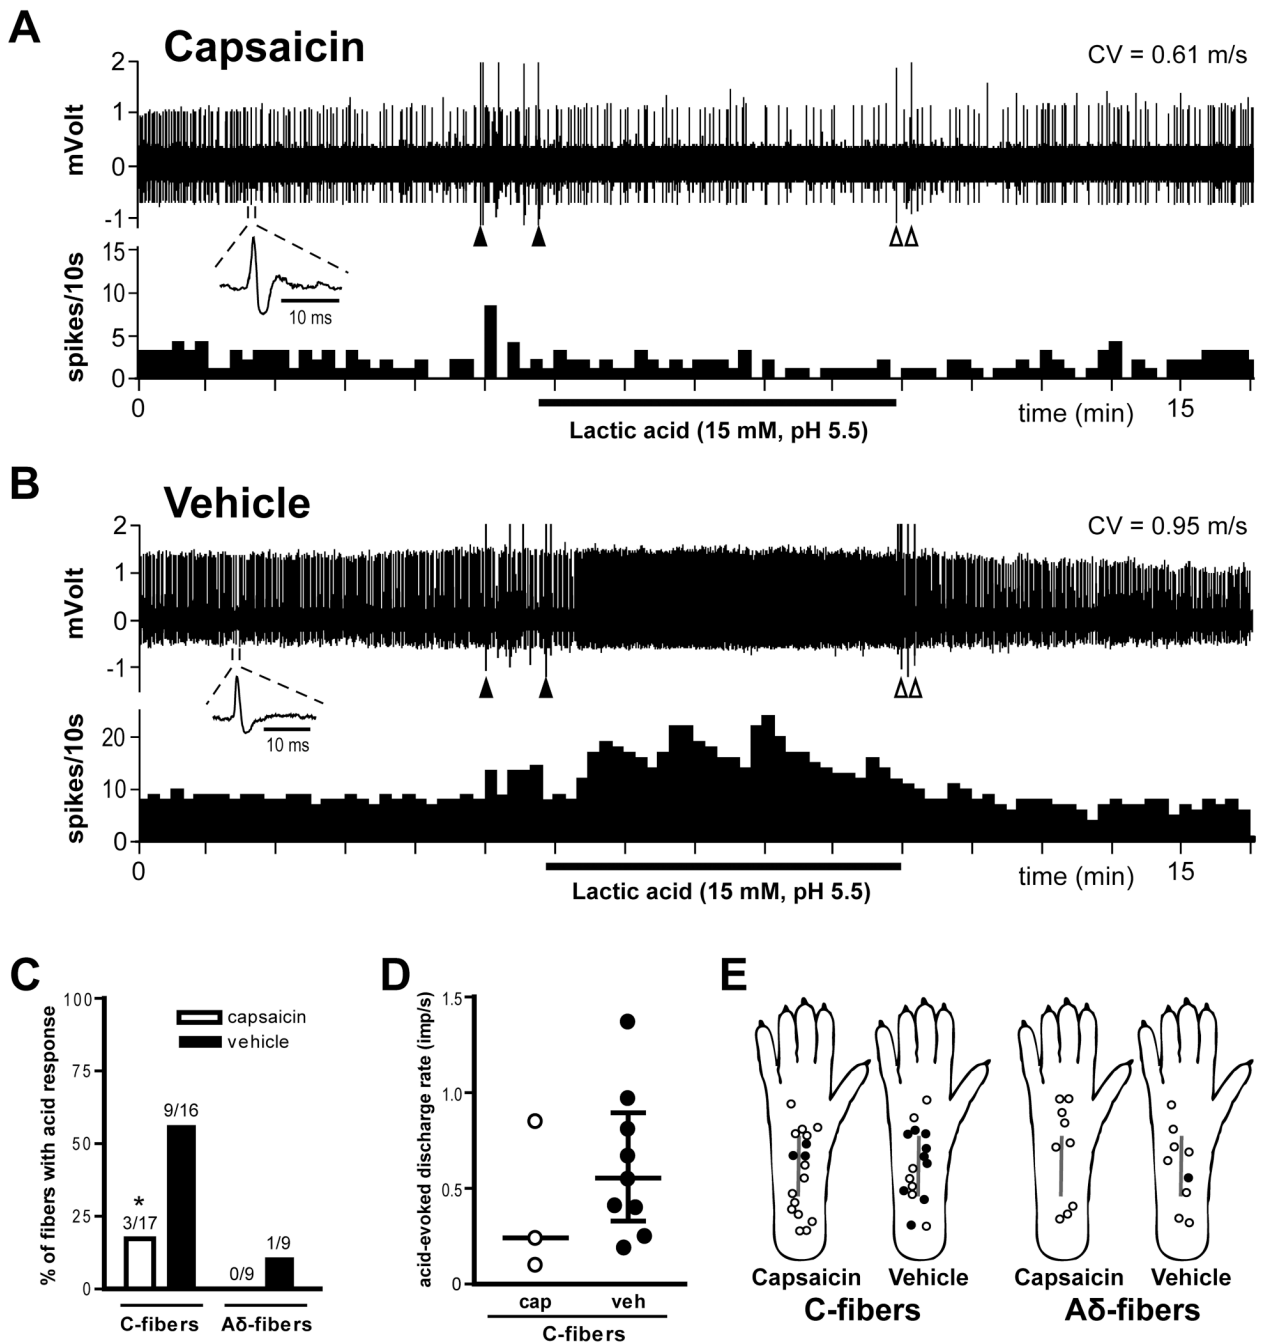 A
Capsaicin
CV = 0.61 m/s
2
1
0
-1
mVolt
15
10
5
0
spikes/10s
10 ms
0
time (min)
15
Lactic acid (15 mM, pH 5.5)
B
Vehicle
CV = 0.95 m/s
2
1
0
-1
mVolt
20
10
0
spikes/10s
10 ms
0
time (min)
15
Lactic acid (15 mM, pH 5.5)
C
100
75
50
25
0
% of fibers with acid response
capsaicin
vehicle
9/16
*
3/17
1/9
0/9
C-fibers
Aδ-fibers
D
1.5
1.0
0.5
0
acid-evoked discharge rate (imp/s)
cap
veh
C-fibers
E
Capsaicin
Vehicle
Capsaicin
Vehicle
C-fibers
Aδ-fibers